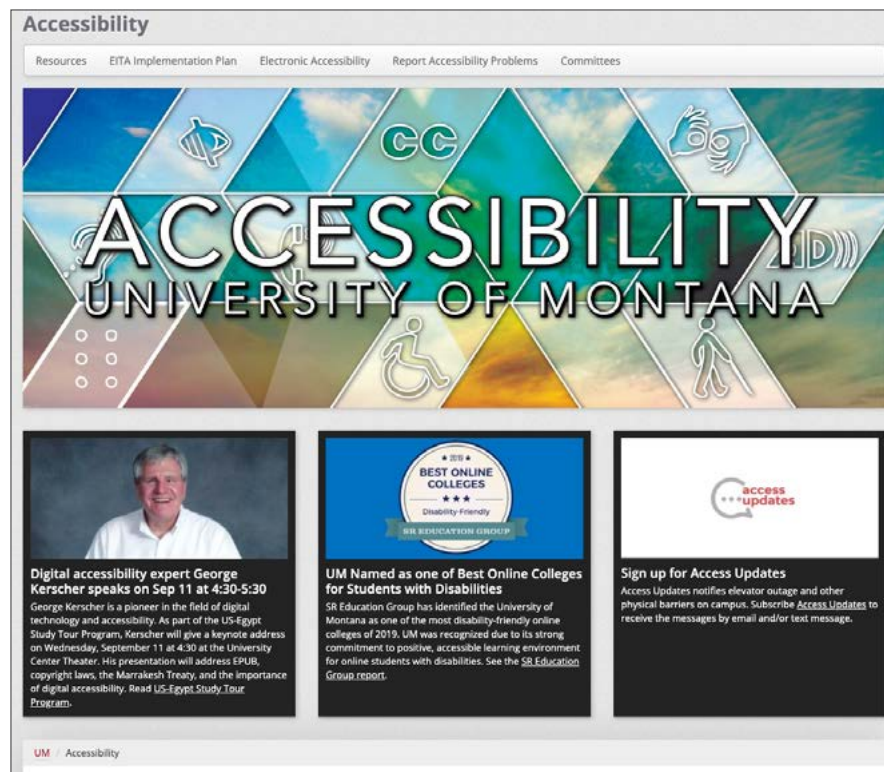 Accessibility
Resources EITA Implementation Plan Electronic Accessibility Report Accessibility Problems Committees
CC
ACCESSIBILITY
UNIVERSITY OF MONTANA
Digital accessibility expert George
Kerscher speaks on Sep 11 at 4:30-5:30
George Kerscher is a pioneer in the field of digital
technology and accessibility. As part of the US-Egypt
Study Tour Program, Kerscher will give a keynote address
on Wednesday, September 11 at 4:30 at the University
Center Theater. His presentation will address EPUB,
copyright laws, the Marrakesh Treaty, and the importance
of digital accessibility. Read US-Egypt Study Tour
Program.
★ 2019 ★
BEST ONLINE
COLLEGES
★ ★ ★
Disability-Friendly
SR EDUCATION GROUP
UM Named as one of Best Online Colleges
for Students with Disabilities
SR Education Group has identified the University of
Montana as one of the most disability-friendly online
colleges of 2019. UM was recognized due to its strong
commitment to positive, accessible learning environment
for online students with disabilities. See the SR Education
Group report.
access
updates
Sign up for Access Updates
Access Updates notifies elevator outage and other
physical barriers on campus. Subscribe Access Updates to
receive the messages by email and/or text message.
UM / Accessibility